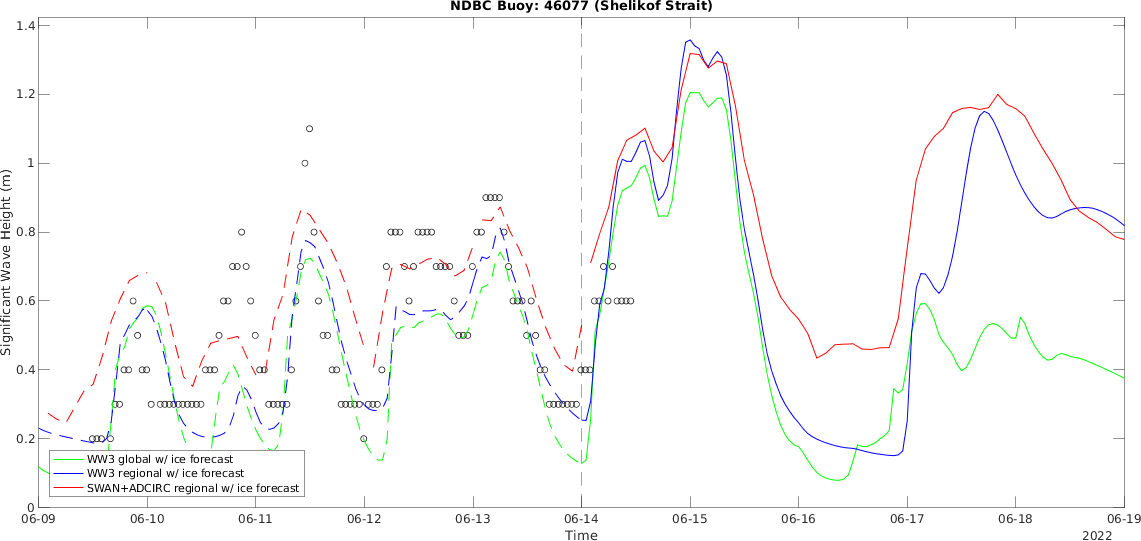 NDBC Buoy: 46077 (Shelikof Strait)
1.4
1.2
1
0.8
0.6
0.4
0.2
0
Significant Wave Height (m)
WW3 global w/ ice forecast
WW3 regional w/ ice forecast
SWAN+ADCIRC regional w/ ice forecast
06-09 06-10 06-11 06-12 06-13 06-14 06-15 06-16 06-17 06-18 06-19
Time
2022